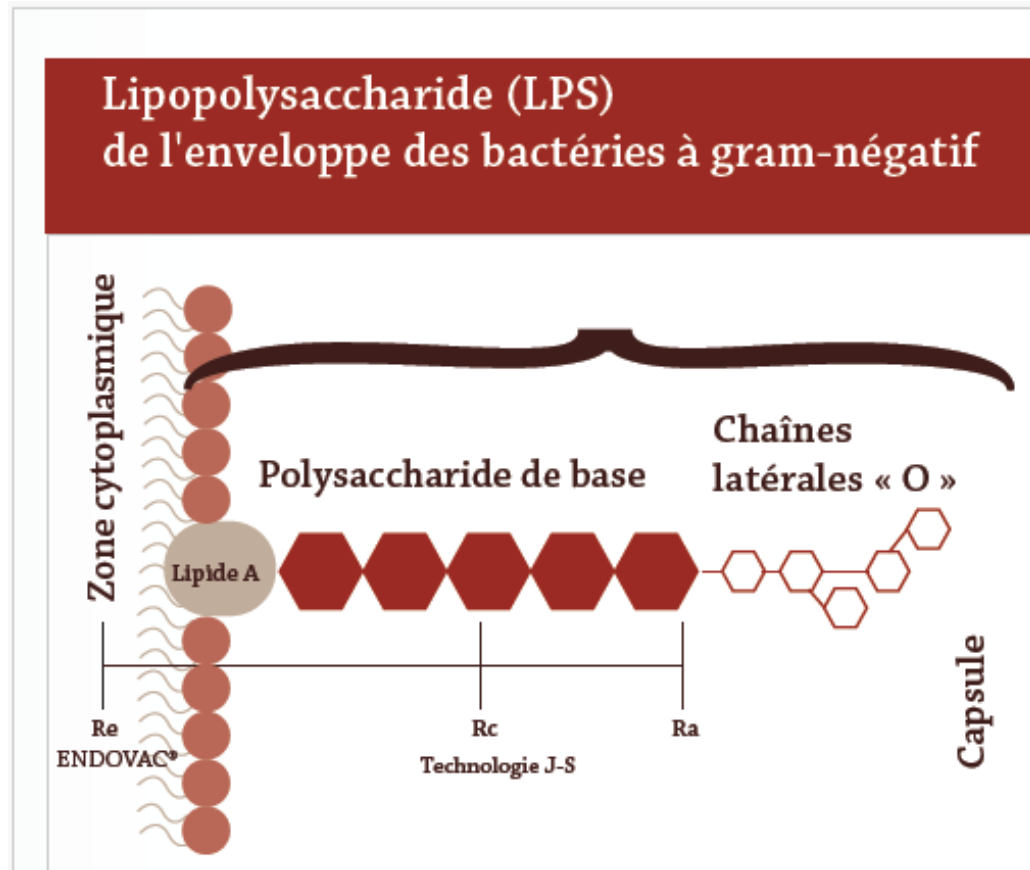 Lipopolysaccharide (LPS)
de l'enveloppe des bactéries à gram-négatif
Zone cytoplasmique
Polysaccharide de base
Chaînes
latérales « O »
Lipide A
Capsule
Re
ENDOVAC®
Rc
Technologie J-S
Ra